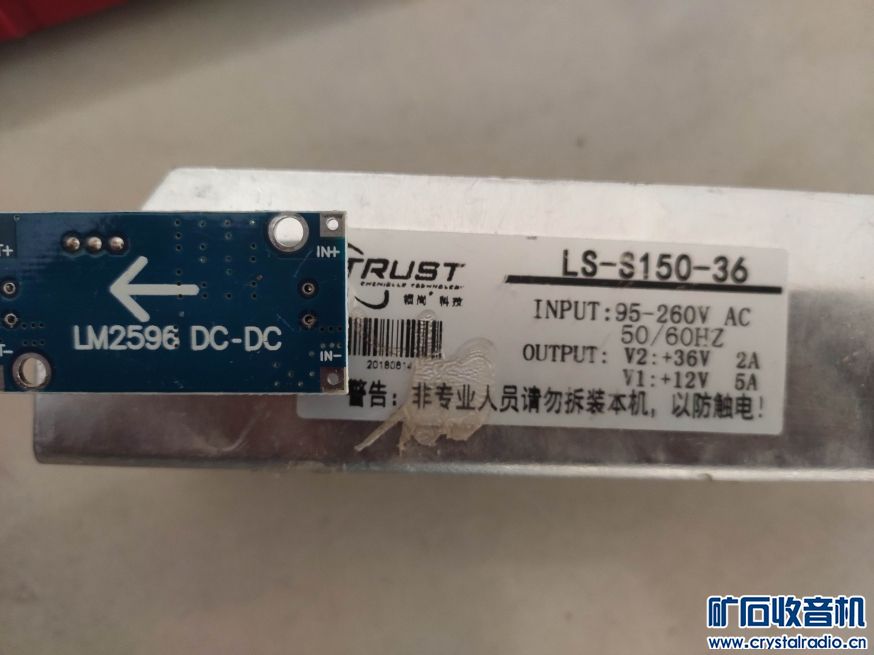 IN+
LM2596 DC-DC
IN-
TRUST
科技
LS-S150-36
INPUT:95-260V AC
50/60HZ
OUTPUT: V2:+36V 2A
V1:+12V 5A
警告: 非专业人员请勿拆装本机, 以防触电!
矿石收音机
www.crystalradio.cn